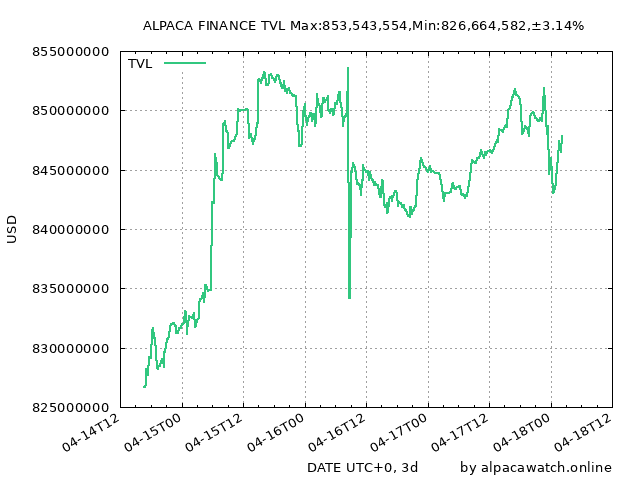 ALPACA FINANCE TVL Max:853,543,554,Min:826,664,582,±3.14%
TVL
855000000
850000000
845000000
840000000
835000000
830000000
825000000
USD
04-14T12
04-15T00
04-15T12
04-16T00
04-16T12
04-17T00
04-17T12
04-18T00
04-18T12
DATE UTC+0, 3d
by alpacawatch.online